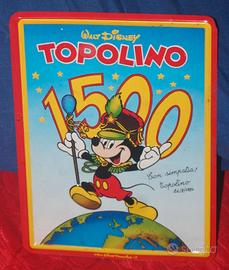 WALT DISNEY
TOPOLINO
1500
Con simpatia!
Topolino